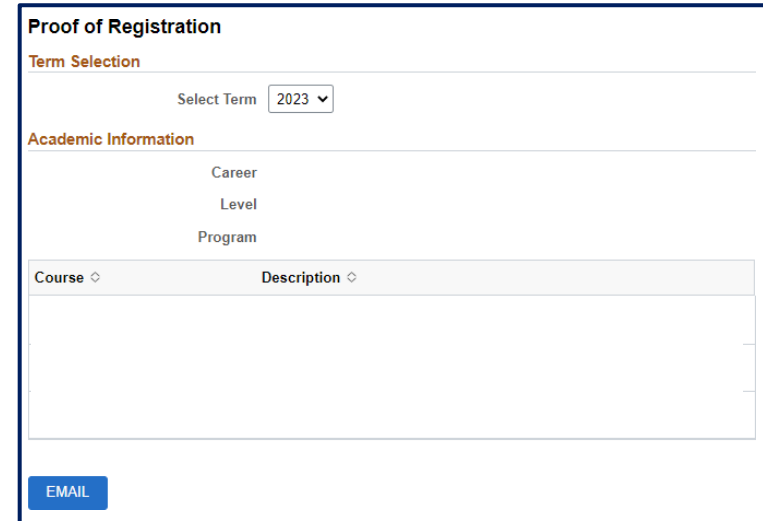 Proof of Registration
Term Selection
Select Term 2023
Academic Information
Career
Level
Program
Course Description
EMAIL